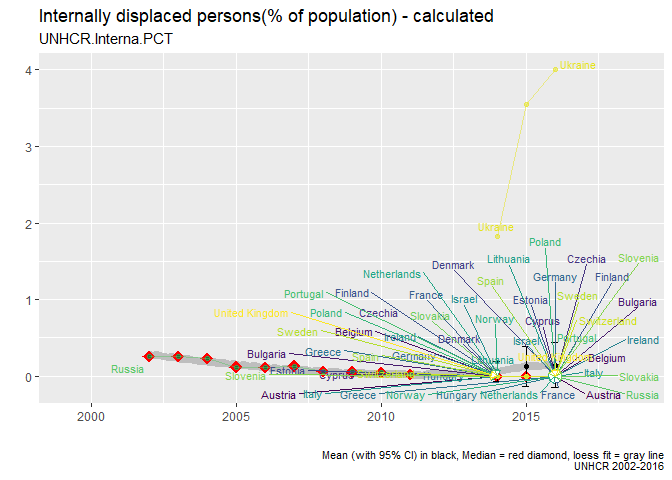 Internally displaced persons(% of population) - calculated
UNHCR.Interna.PCT
4
Ukraine
3
2
Ukraine
Poland
Lithuania
Czechia
Slovenia
Denmark
Netherlands
Germany
Finland
Spain
Portugal
Finland
France
Israel
Estonia
Sweden
Bulgaria
1
United Kingdom
Poland
Czechia
Slovakia
Norway
Cyprus
Switzerland
Sweden
Belgium
Ireland
Denmark
Israel
Portugal
Ireland
Bulgaria
Greece
Germany
Lithuania
Belgium
Russia
Slovenia
Estonia
Cyprus
Italy
Slovakia
0
Austria
Italy
Greece
Norway
Hungary
Netherlands
France
Austria
Russia
2000
2005
2010
2015
Mean (with 95% CI) in black, Median = red diamond, loess fit = gray line
UNHCR 2002-2016